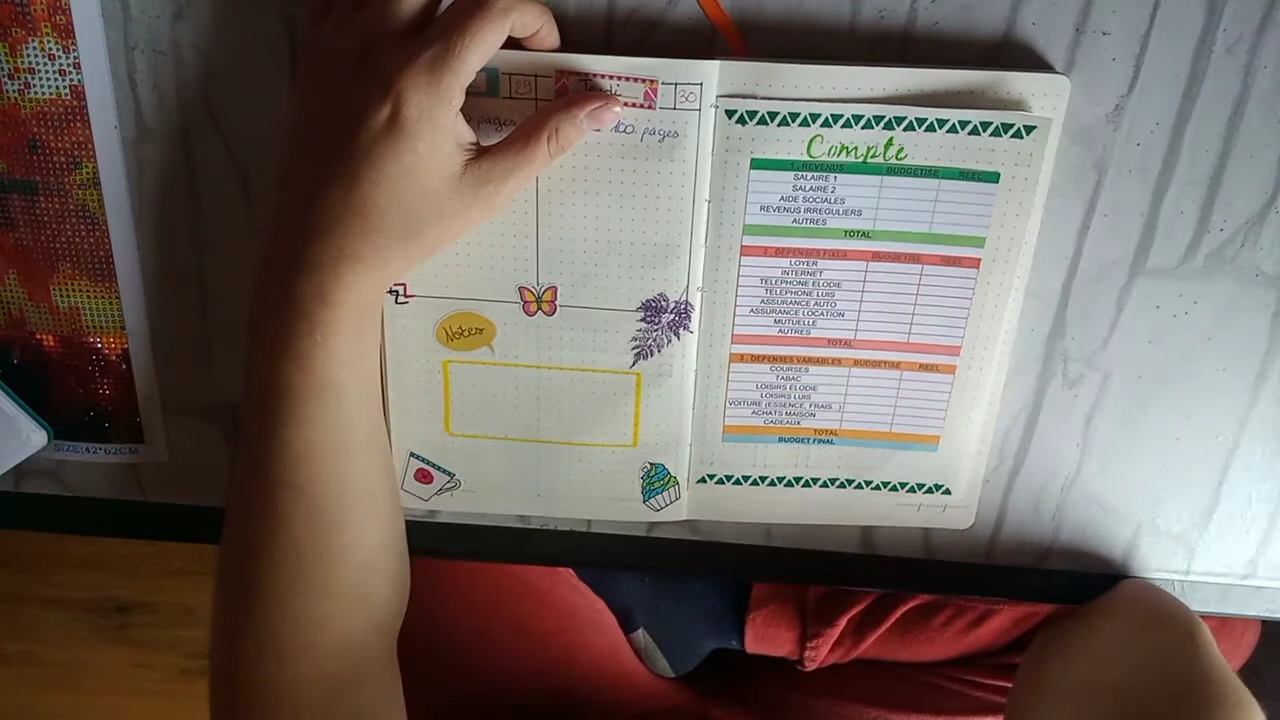 29
Jeudi
30
pages
100 pages
Notes
Compte
1. REVENUS BUDGETISE REEL
SALAIRE 1
SALAIRE 2
AIDE SOCIALES
REVENUS IRREGULIERS
AUTRES
TOTAL
2. DEPENSES FIXES BUDGETISE REEL
LOYER
INTERNET
TELEPHONE ELODIE
TELEPHONE LUIS
ASSURANCE AUTO
ASSURANCE LOCATION
MUTUELLE
AUTRES
TOTAL
3. DEPENSES VARIABLES BUDGETISE REEL
COURSES
TABAC
LOISIRS ELODIE
LOISIRS LUIS
VOITURE (ESSENCE, FRAIS...)
ACHATS MAISON
CADEAUX
TOTAL
BUDGET FINAL
SIZE:42*62CM